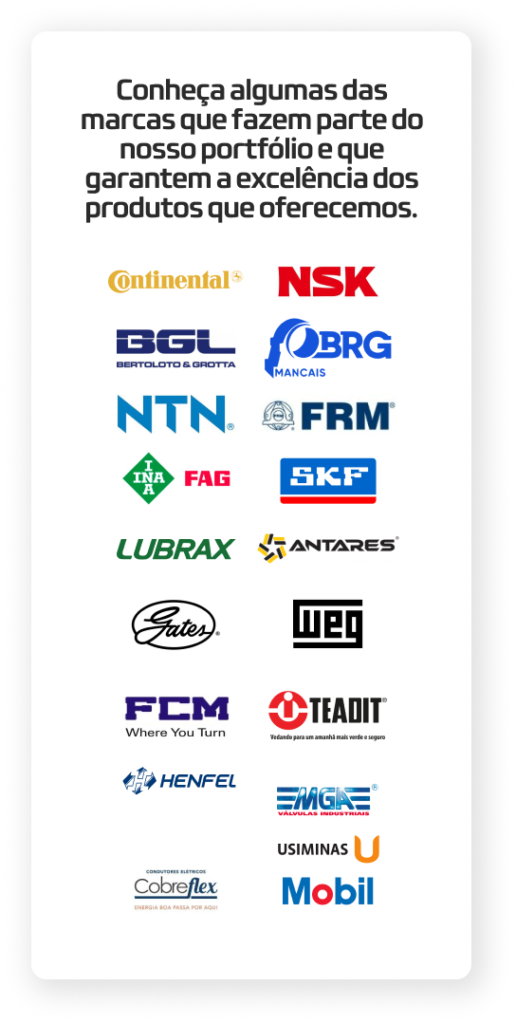 Conheça algumas das
marcas que fazem parte do
nosso portfólio e que
garantem a excelência dos
produtos que oferecemos.
Continental
NSK
BGL
BERTOLOTO & GROTTA
BRG
MANCAIS
NTN®
FRM®
INA
INA
FAG
SKF
LUBRAX
ANTARES®
Gates®
WEG
FCM
Where You Turn
TEADIT®
Vedando para um amanhã mais verde e seguro
HENFEL
MGA®
VÁLVULAS INDUSTRIAIS
USIMINAS U
CONDUTORES ELÉTRICOS
Cobreflex
ENERGIA BOA PASSA POR AQUI
Mobil